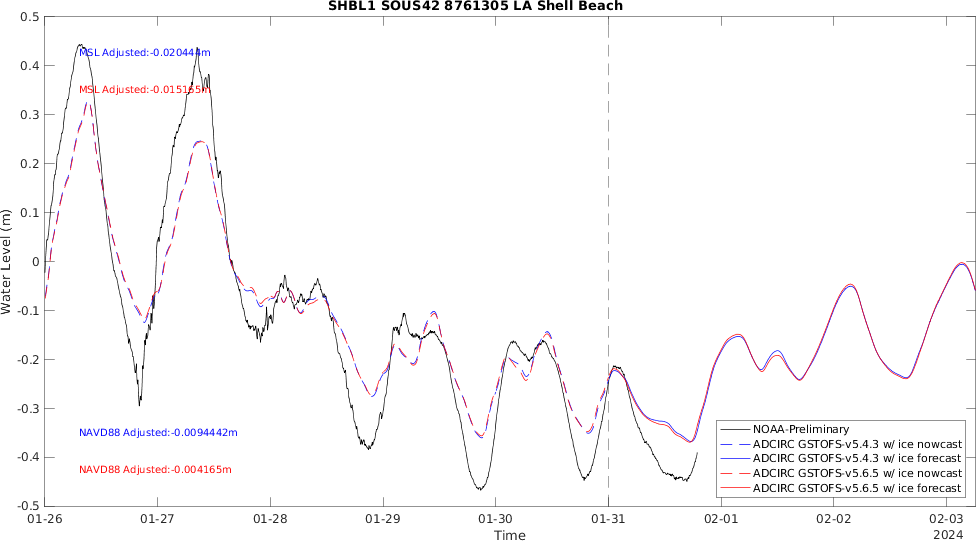 SHBL1 SOUS42 8761305 LA Shell Beach
0.5
0.4
0.3
0.2
0.1
0
-0.1
-0.2
-0.3
-0.4
-0.5
Water Level (m)
MSL Adjusted:-0.020444m
MSL Adjusted:-0.015155m
NAVD88 Adjusted:-0.0094442m
NAVD88 Adjusted:-0.004165m
NOAA-Preliminary
ADCIRC GSTOFS-v5.4.3 w/ ice nowcast
ADCIRC GSTOFS-v5.4.3 w/ ice forecast
ADCIRC GSTOFS-v5.6.5 w/ ice nowcast
ADCIRC GSTOFS-v5.6.5 w/ ice forecast
01-26 01-27 01-28 01-29 01-30 01-31 02-01 02-02 02-03
Time
2024